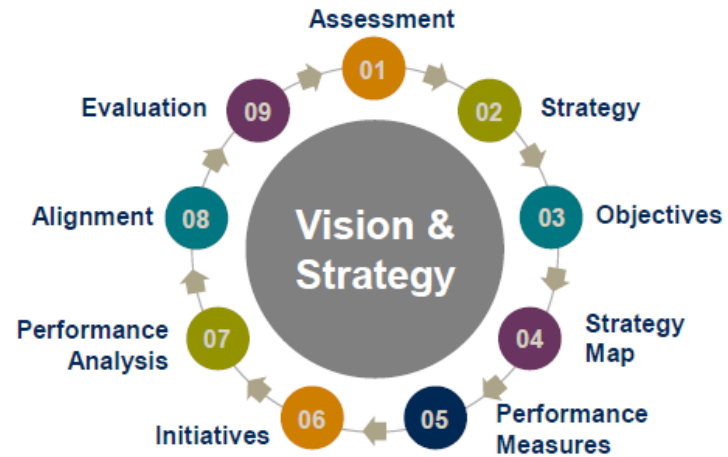 Assessment
01
02
Strategy
03
Objectives
04
Strategy
Map
05
Performance
Measures
06
Initiatives
07
Performance
Analysis
08
Alignment
09
Evaluation
Vision &
Strategy